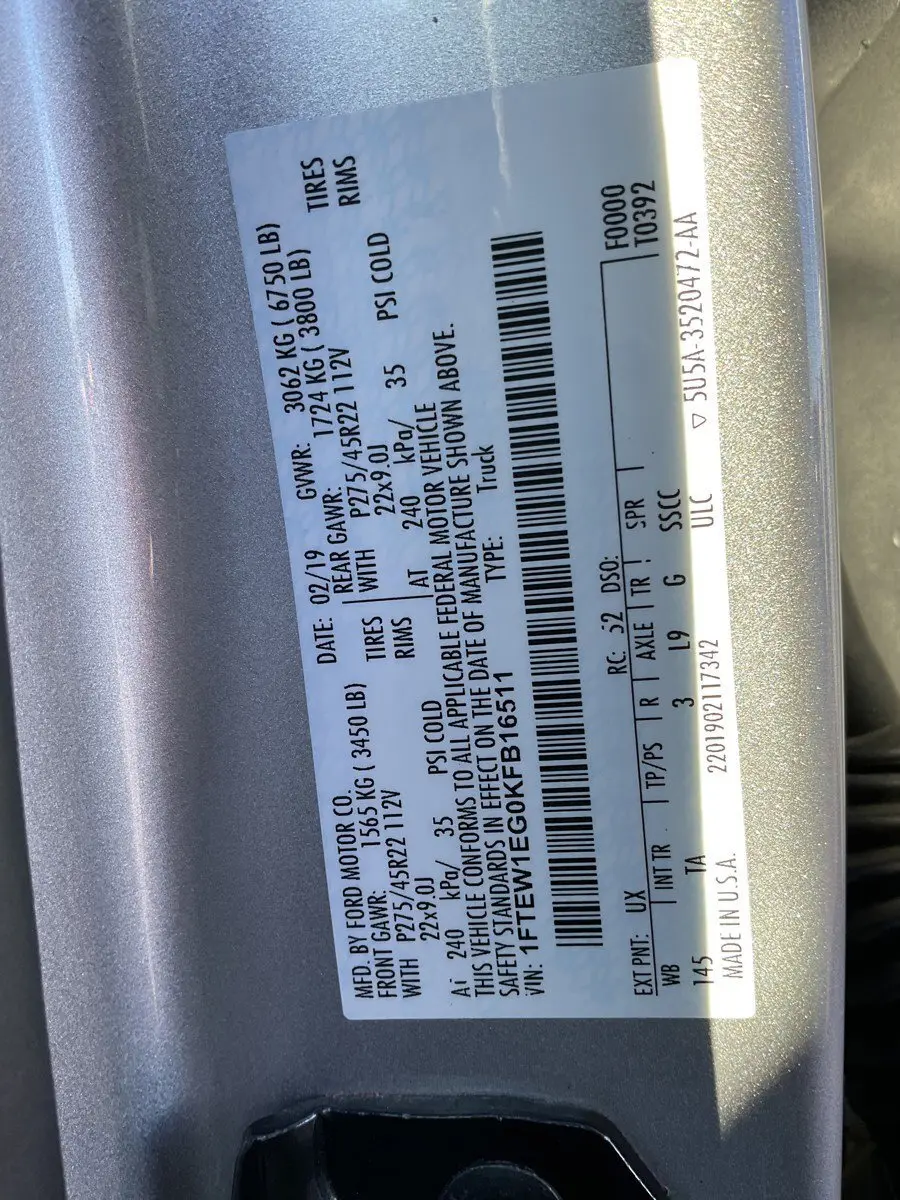 MFD. BY FORD MOTOR CO. DATE: 02/19 GVWR: 3062 KG ( 6750 LB)
FRONT GAWR: 1565 KG ( 3450 LB) REAR GAWR: 1724 KG ( 3800 LB)
WITH P275/45R22 112V TIRES WITH P275/45R22 112V TIRES
22x9.0J RIMS 22x9.0J RIMS
At 240 kPa/ 35 PSI COLD AT 240 kPa/ 35 PSI COLD
THIS VEHICLE CONFORMS TO ALL APPLICABLE FEDERAL MOTOR VEHICLE
SAFETY STANDARDS IN EFFECT ON THE DATE OF MANUFACTURE SHOWN ABOVE.
VIN: 1FTEW1EG0KFB16511 TYPE: Truck
F0000
EXT PNT: UX RC: 52 DSO: T0392
WB INT TR TP/PS R AXLE TR SPR
145 TA 3 L9 G SSCC
ULC
MADE IN U.S.A. 2201902117342 ▽ 5U5A-3520472-AA